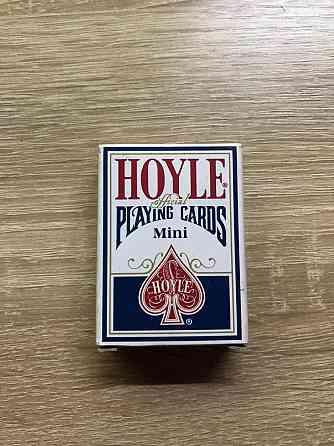 HOYLE®
official
PLAYING CARDS
Mini
HOYLE
®